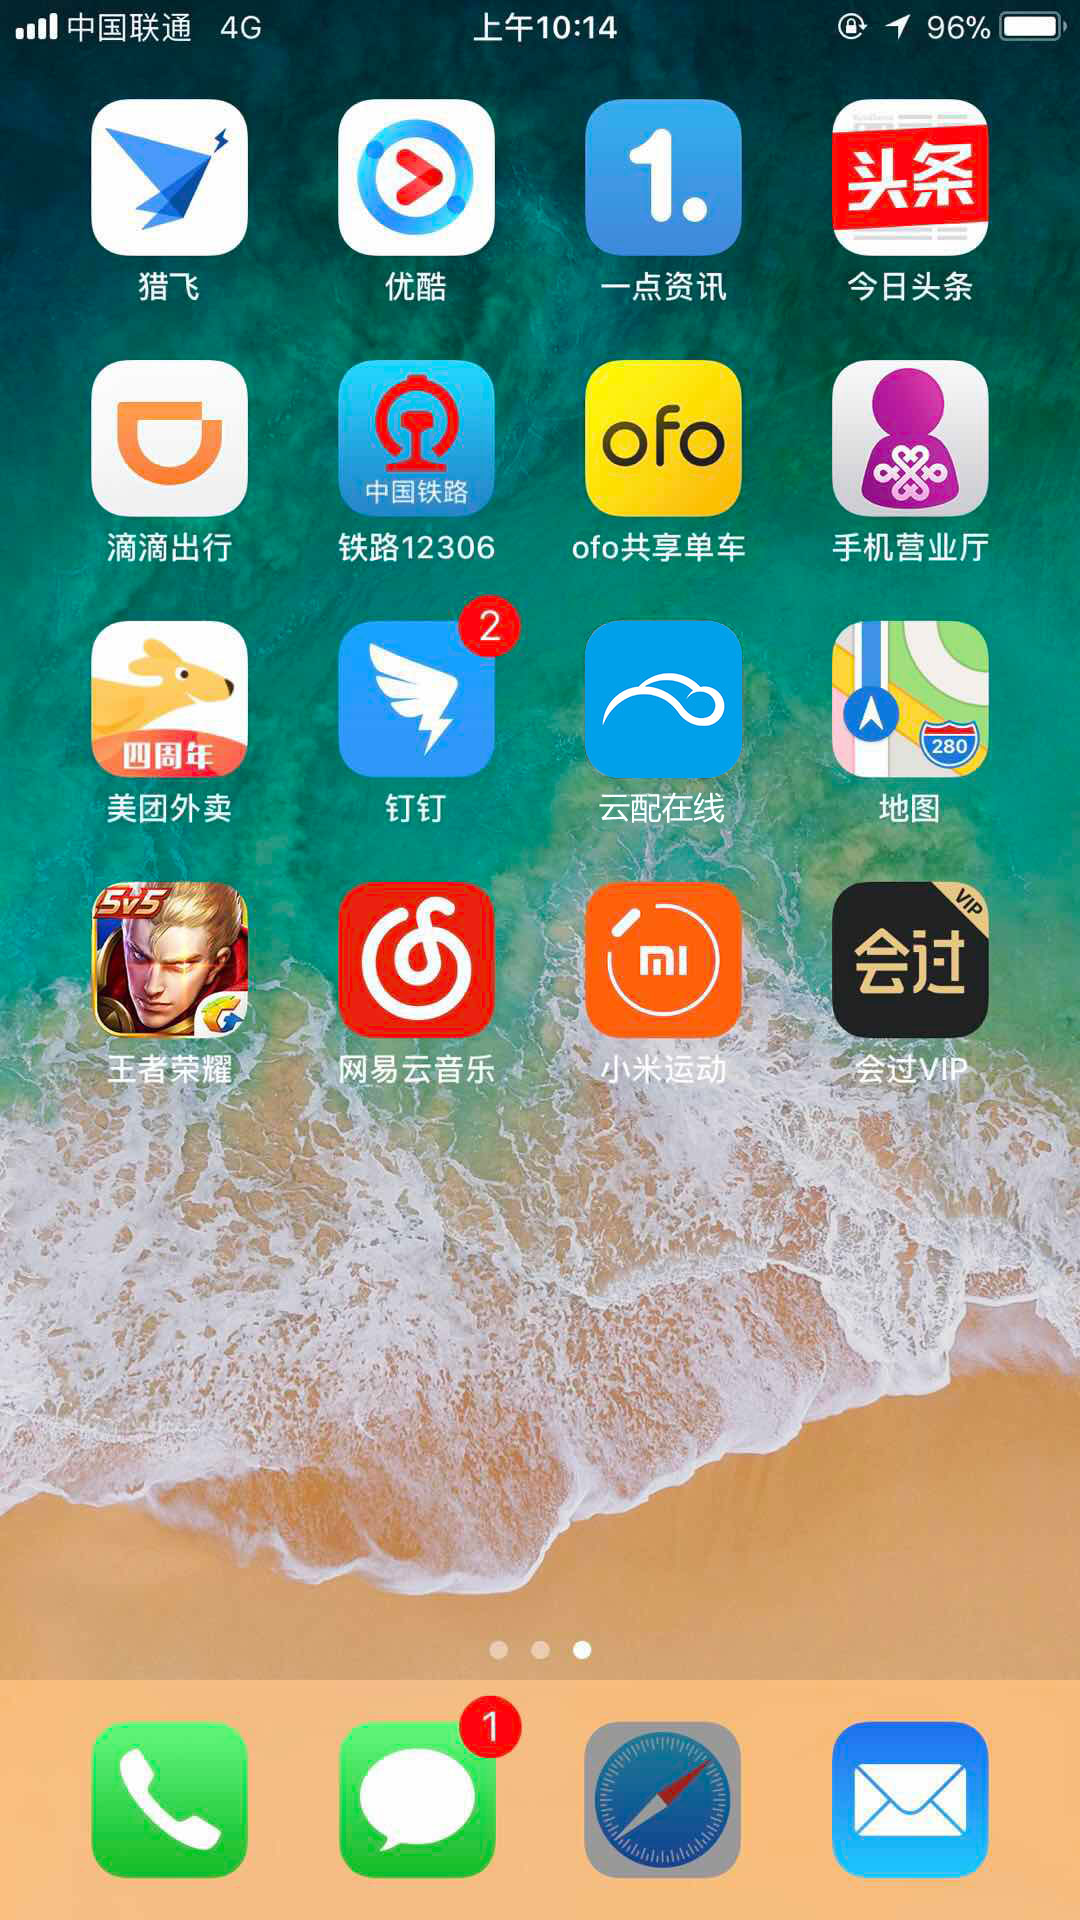 中国联通 4G 上午10:14 96%
1.
头条
猎飞 优酷 一点资讯 今日头条
中国铁路
ofo
滴滴出行 铁路12306 ofo共享单车 手机营业厅
2
四周年
280
美团外卖 钉钉 云配在线 地图
5v5
mi
VIP
会过
王者荣耀 网易云音乐 小米运动 会过VIP
1